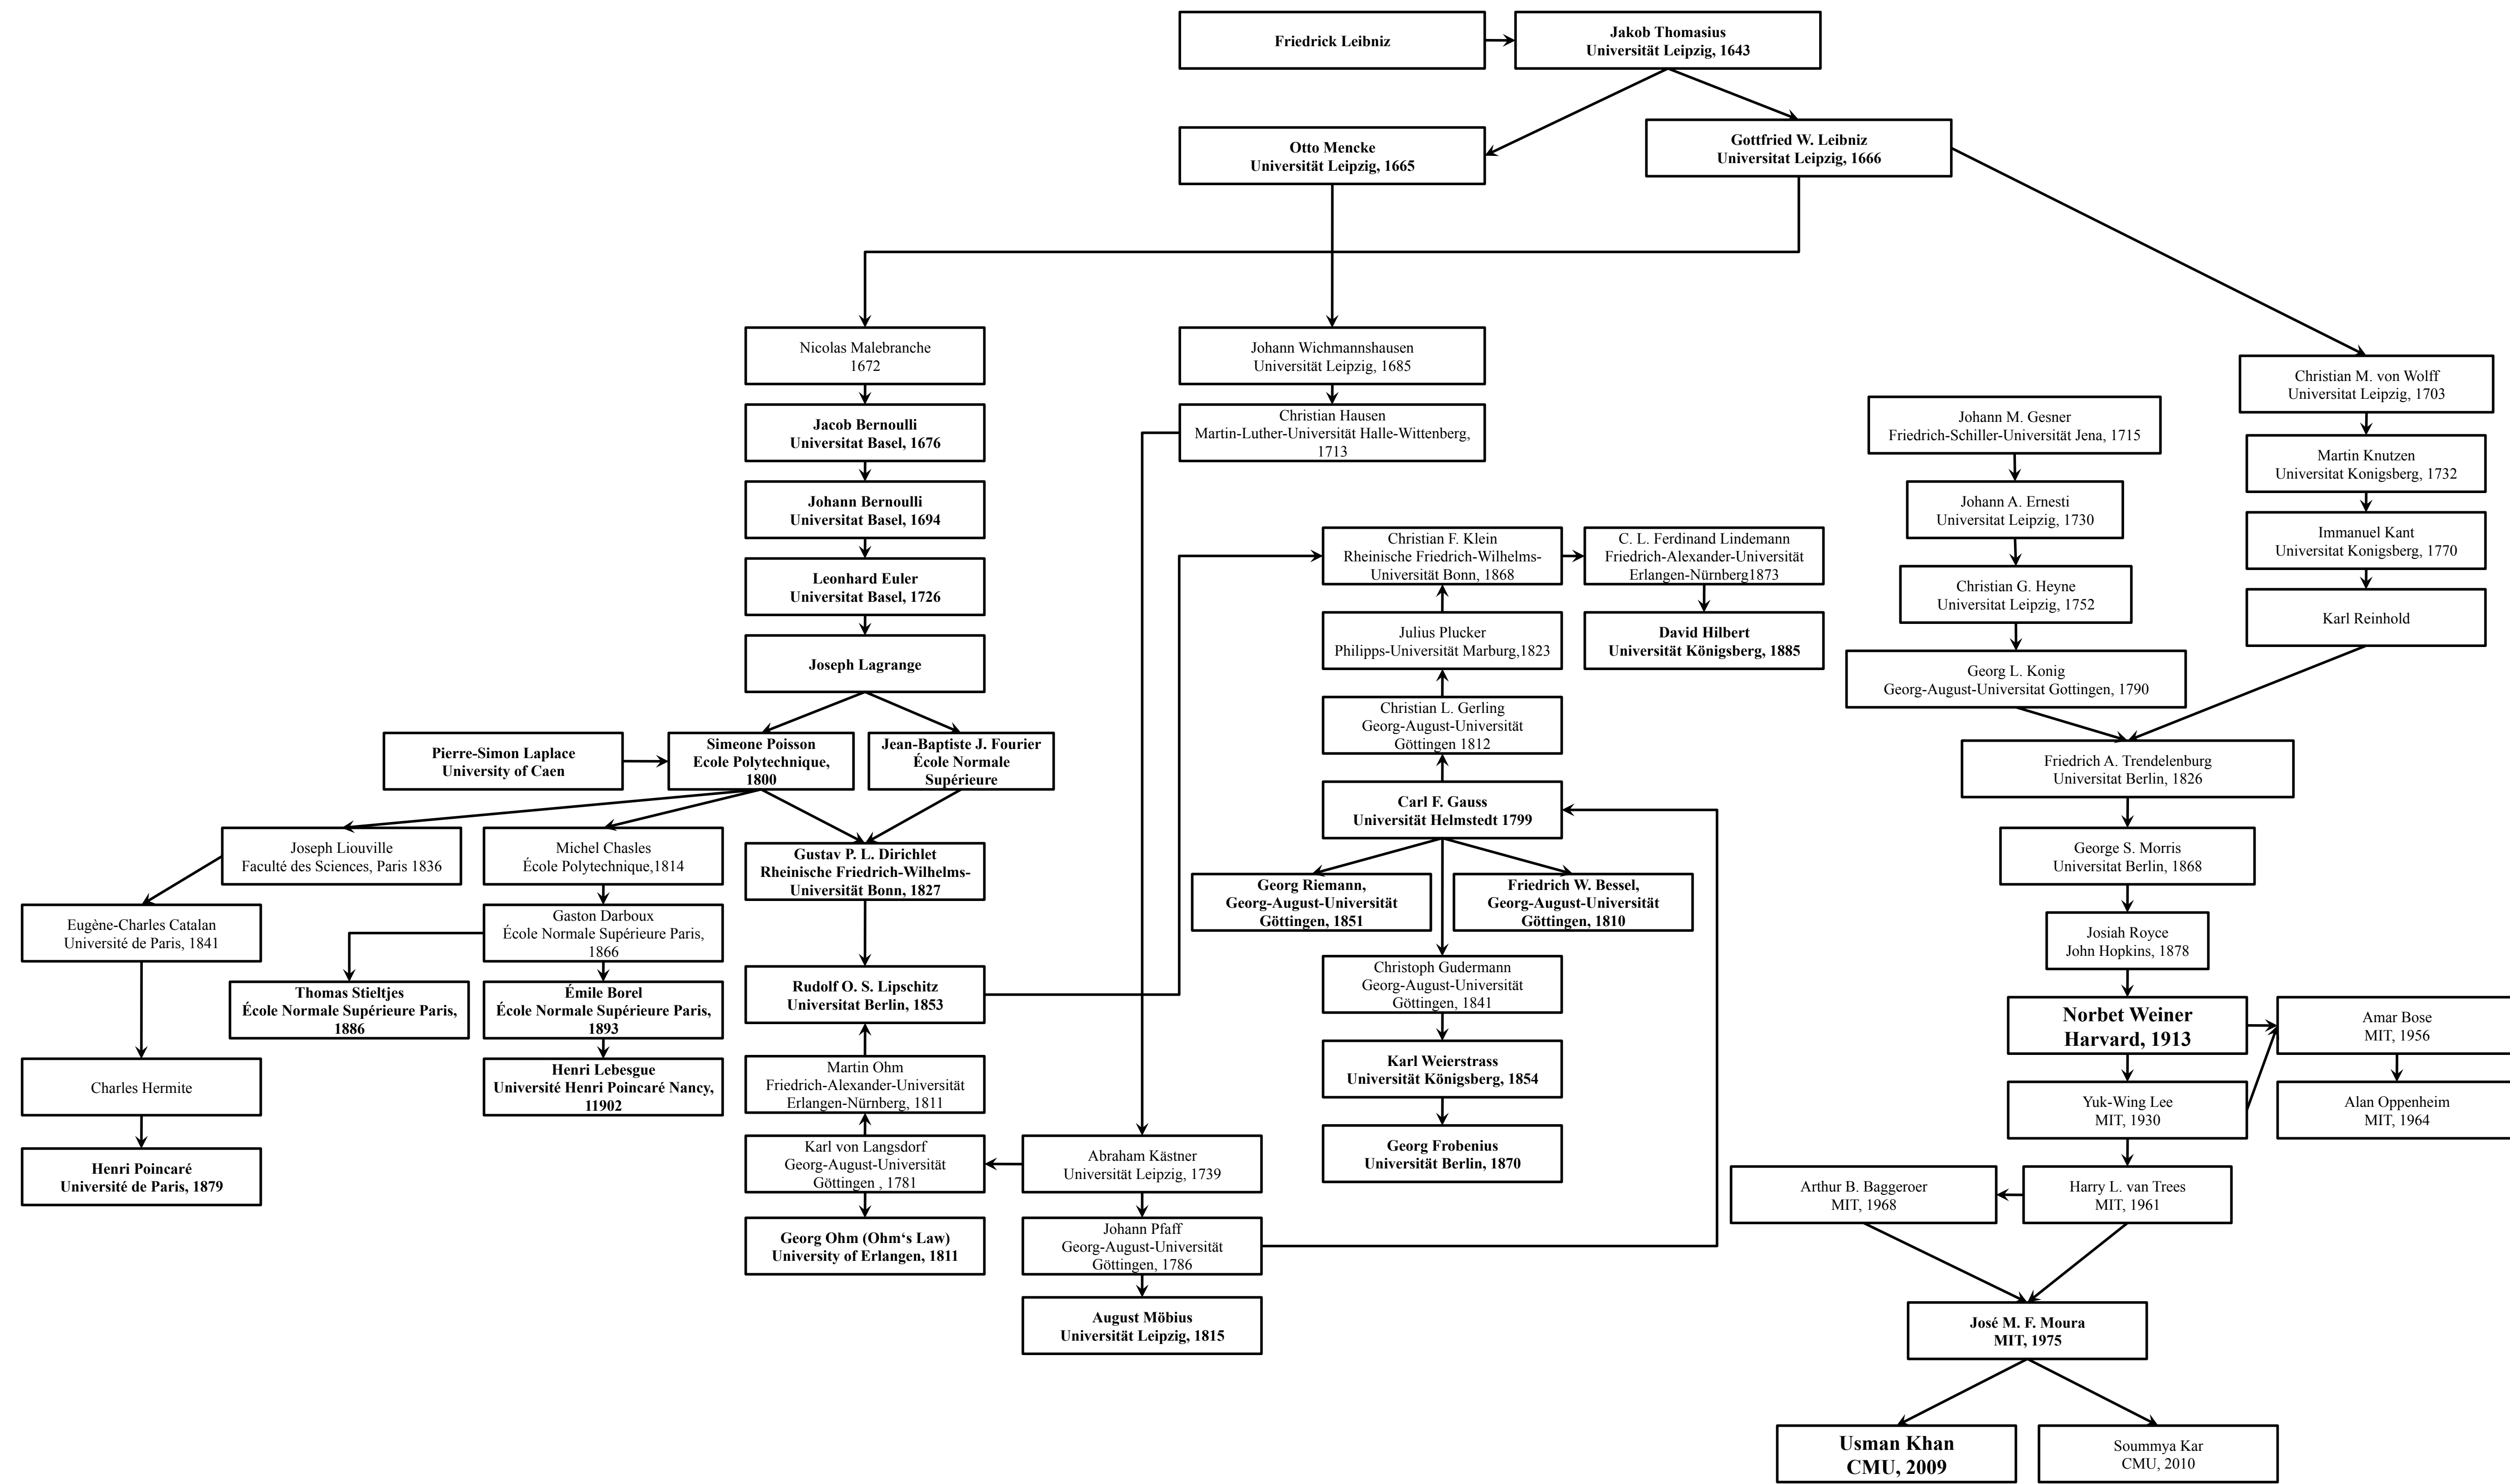 Friedrick Leibniz
Jakob Thomasius
Universität Leipzig, 1643
Otto Mencke
Universität Leipzig, 1665
Gottfried W. Leibniz
Universitat Leipzig, 1666
Nicolas Malebranche
1672
Johann Wichmannshausen
Universität Leipzig, 1685
Christian M. von Wolff
Universitat Leipzig, 1703
Jacob Bernoulli
Universitat Basel, 1676
Christian Hausen
Martin-Luther-Universität Halle-Wittenberg,
1713
Johann M. Gesner
Friedrich-Schiller-Universität Jena, 1715
Martin Knutzen
Universitat Konigsberg, 1732
Johann Bernoulli
Universitat Basel, 1694
Johann A. Ernesti
Universitat Leipzig, 1730
Immanuel Kant
Universitat Konigsberg, 1770
Christian F. Klein
Rheinische Friedrich-Wilhelms-
Universität Bonn, 1868
C. L. Ferdinand Lindemann
Friedrich-Alexander-Universität
Erlangen-Nürnberg1873
Leonhard Euler
Universitat Basel, 1726
Christian G. Heyne
Universitat Leipzig, 1752
Karl Reinhold
Julius Plucker
Philipps-Universität Marburg,1823
David Hilbert
Universität Königsberg, 1885
Joseph Lagrange
Georg L. Konig
Georg-August-Universitat Gottingen, 1790
Christian L. Gerling
Georg-August-Universität
Göttingen 1812
Pierre-Simon Laplace
University of Caen
Simeone Poisson
Ecole Polytechnique,
1800
Jean-Baptiste J. Fourier
École Normale
Supérieure
Friedrich A. Trendelenburg
Universitat Berlin, 1826
Carl F. Gauss
Universität Helmstedt 1799
Joseph Liouville
Faculté des Sciences, Paris 1836
Michel Chasles
École Polytechnique,1814
Gustav P. L. Dirichlet
Rheinische Friedrich-Wilhelms-
Universität Bonn, 1827
George S. Morris
Universitat Berlin, 1868
Georg Riemann,
Georg-August-Universität
Göttingen, 1851
Friedrich W. Bessel,
Georg-August-Universität
Göttingen, 1810
Eugène-Charles Catalan
Université de Paris, 1841
Gaston Darboux
École Normale Supérieure Paris,
1866
Josiah Royce
John Hopkins, 1878
Christoph Gudermann
Georg-August-Universität
Göttingen, 1841
Thomas Stieltjes
École Normale Supérieure Paris,
1886
Émile Borel
École Normale Supérieure Paris,
1893
Rudolf O. S. Lipschitz
Universitat Berlin, 1853
Norbet Weiner
Harvard, 1913
Amar Bose
MIT, 1956
Karl Weierstrass
Universität Königsberg, 1854
Charles Hermite
Henri Lebesgue
Université Henri Poincaré Nancy,
11902
Martin Ohm
Friedrich-Alexander-Universität
Erlangen-Nürnberg, 1811
Yuk-Wing Lee
MIT, 1930
Alan Oppenheim
MIT, 1964
Georg Frobenius
Universität Berlin, 1870
Karl von Langsdorf
Georg-August-Universität
Göttingen , 1781
Abraham Kästner
Universität Leipzig, 1739
Henri Poincaré
Université de Paris, 1879
Arthur B. Baggeroer
MIT, 1968
Harry L. van Trees
MIT, 1961
Georg Ohm (Ohm‘s Law)
University of Erlangen, 1811
Johann Pfaff
Georg-August-Universität
Göttingen, 1786
August Möbius
Universität Leipzig, 1815
José M. F. Moura
MIT, 1975
Usman Khan
CMU, 2009
Soummya Kar
CMU, 2010